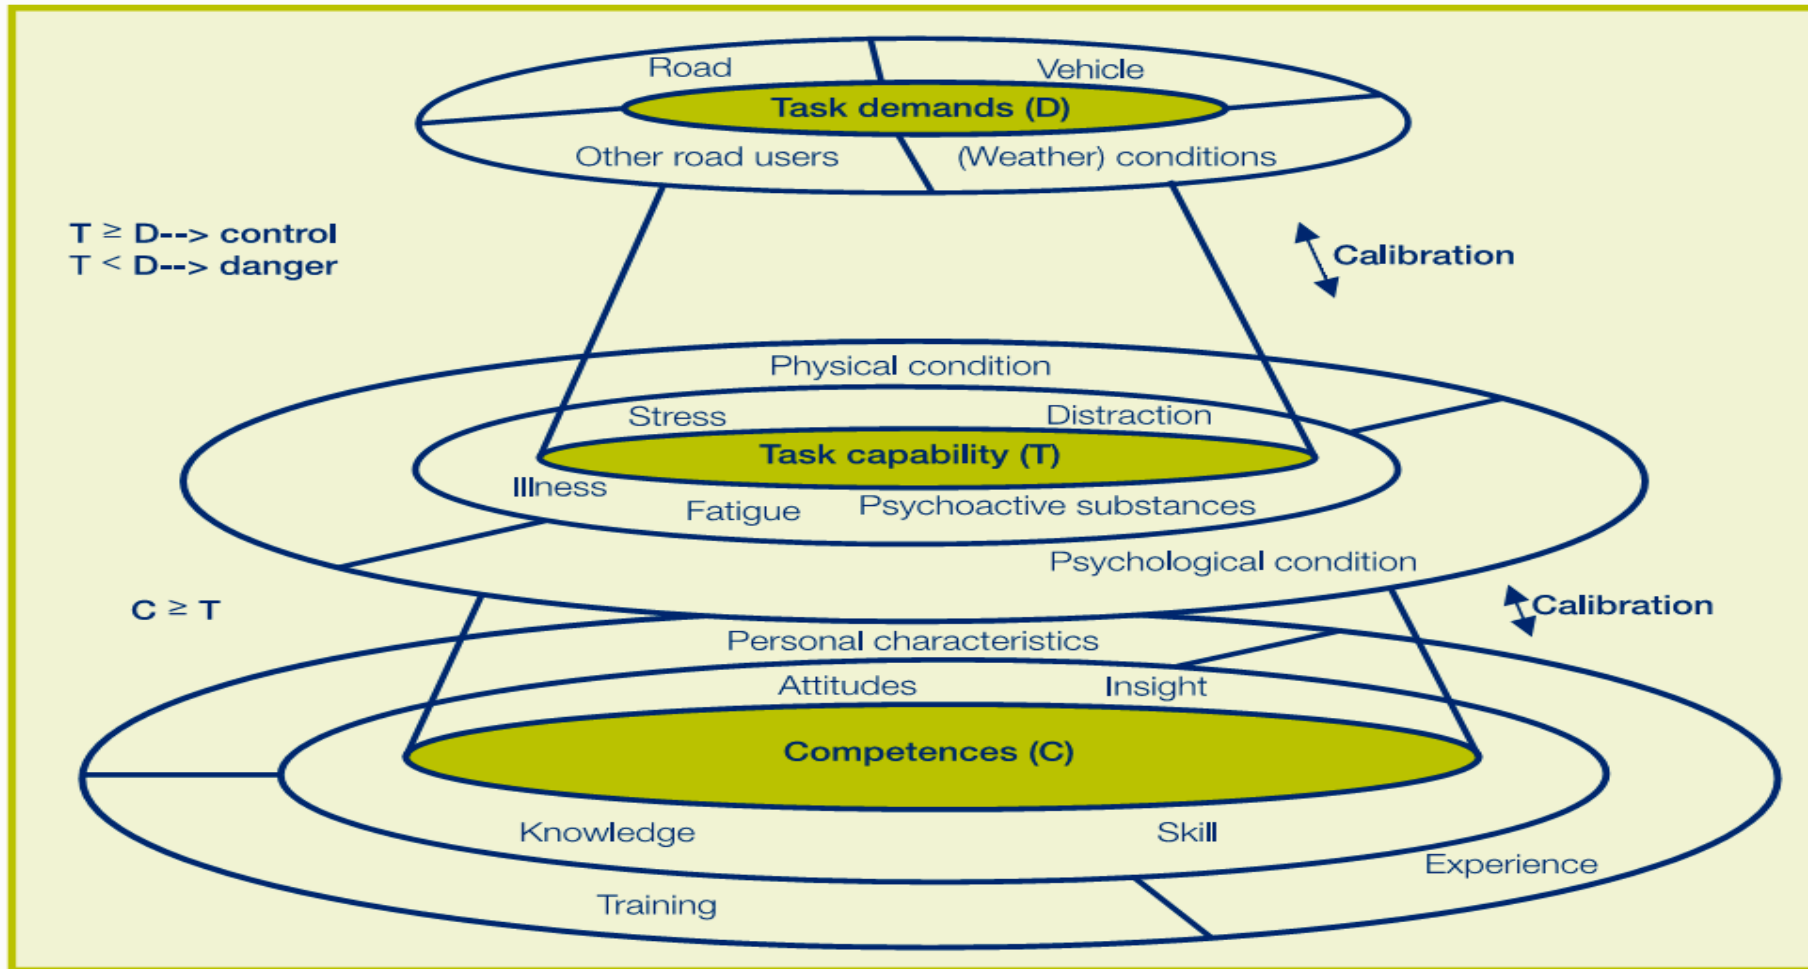 Road
Vehicle
Task demands (D)
Other road users
(Weather) conditions
T ≥ D--> control
T < D--> danger
Calibration
Physical condition
Stress
Distraction
Task capability (T)
Illness
Fatigue
Psychoactive substances
Psychological condition
C ≥ T
Calibration
Personal characteristics
Attitudes
Insight
Competences (C)
Knowledge
Skill
Experience
Training